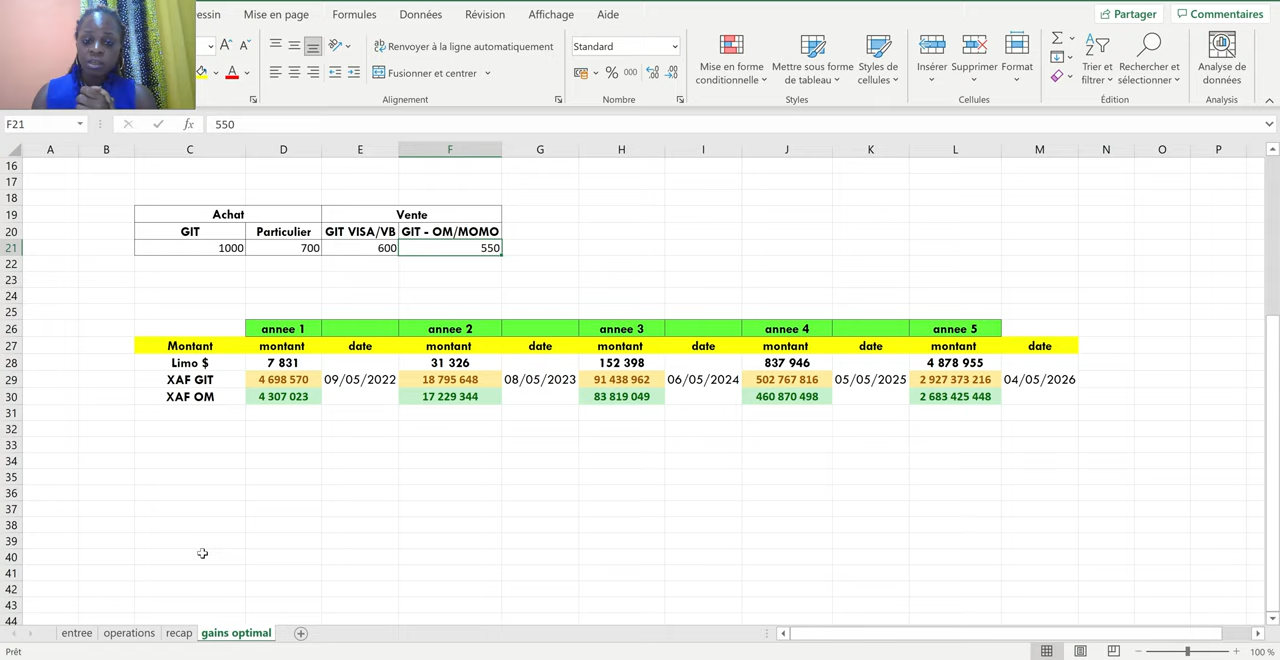 essin Mise en page Formules Données Révision Affichage Aide Partager Commentaires
Renvoyer à la ligne automatiquement Standard
Fusionner et centrer % 000
Mise en forme conditionnelle Mettre sous forme de tableau Styles de cellules Insérer Supprimer Format Trier et filtrer Rechercher et sélectionner Analyse de données
Alignement Nombre Styles Cellules Édition Analysis
F21 fx 550
A B C D E F G H I J K L M N O P
16
17
18
19 Achat Vente
20 GIT Particulier GIT VISA/VB GIT - OM/MOMO
21 1000 700 600 550
22
23
24
25
26 annee 1 annee 2 annee 3 annee 4 annee 5
27 Montant montant date montant date montant date montant date montant date
28 Limo $ 7 831 31 326 152 398 837 946 4 878 955
29 XAF GIT 4 698 570 09/05/2022 18 795 648 08/05/2023 91 438 962 06/05/2024 502 767 816 05/05/2025 2 927 373 216 04/05/2026
30 XAF OM 4 307 023 17 229 344 83 819 049 460 870 498 2 683 425 448
31
32
33
34
35
36
37
38
39
40
41
42
43
44
entree operations recap gains optimal
Prêt 100 %